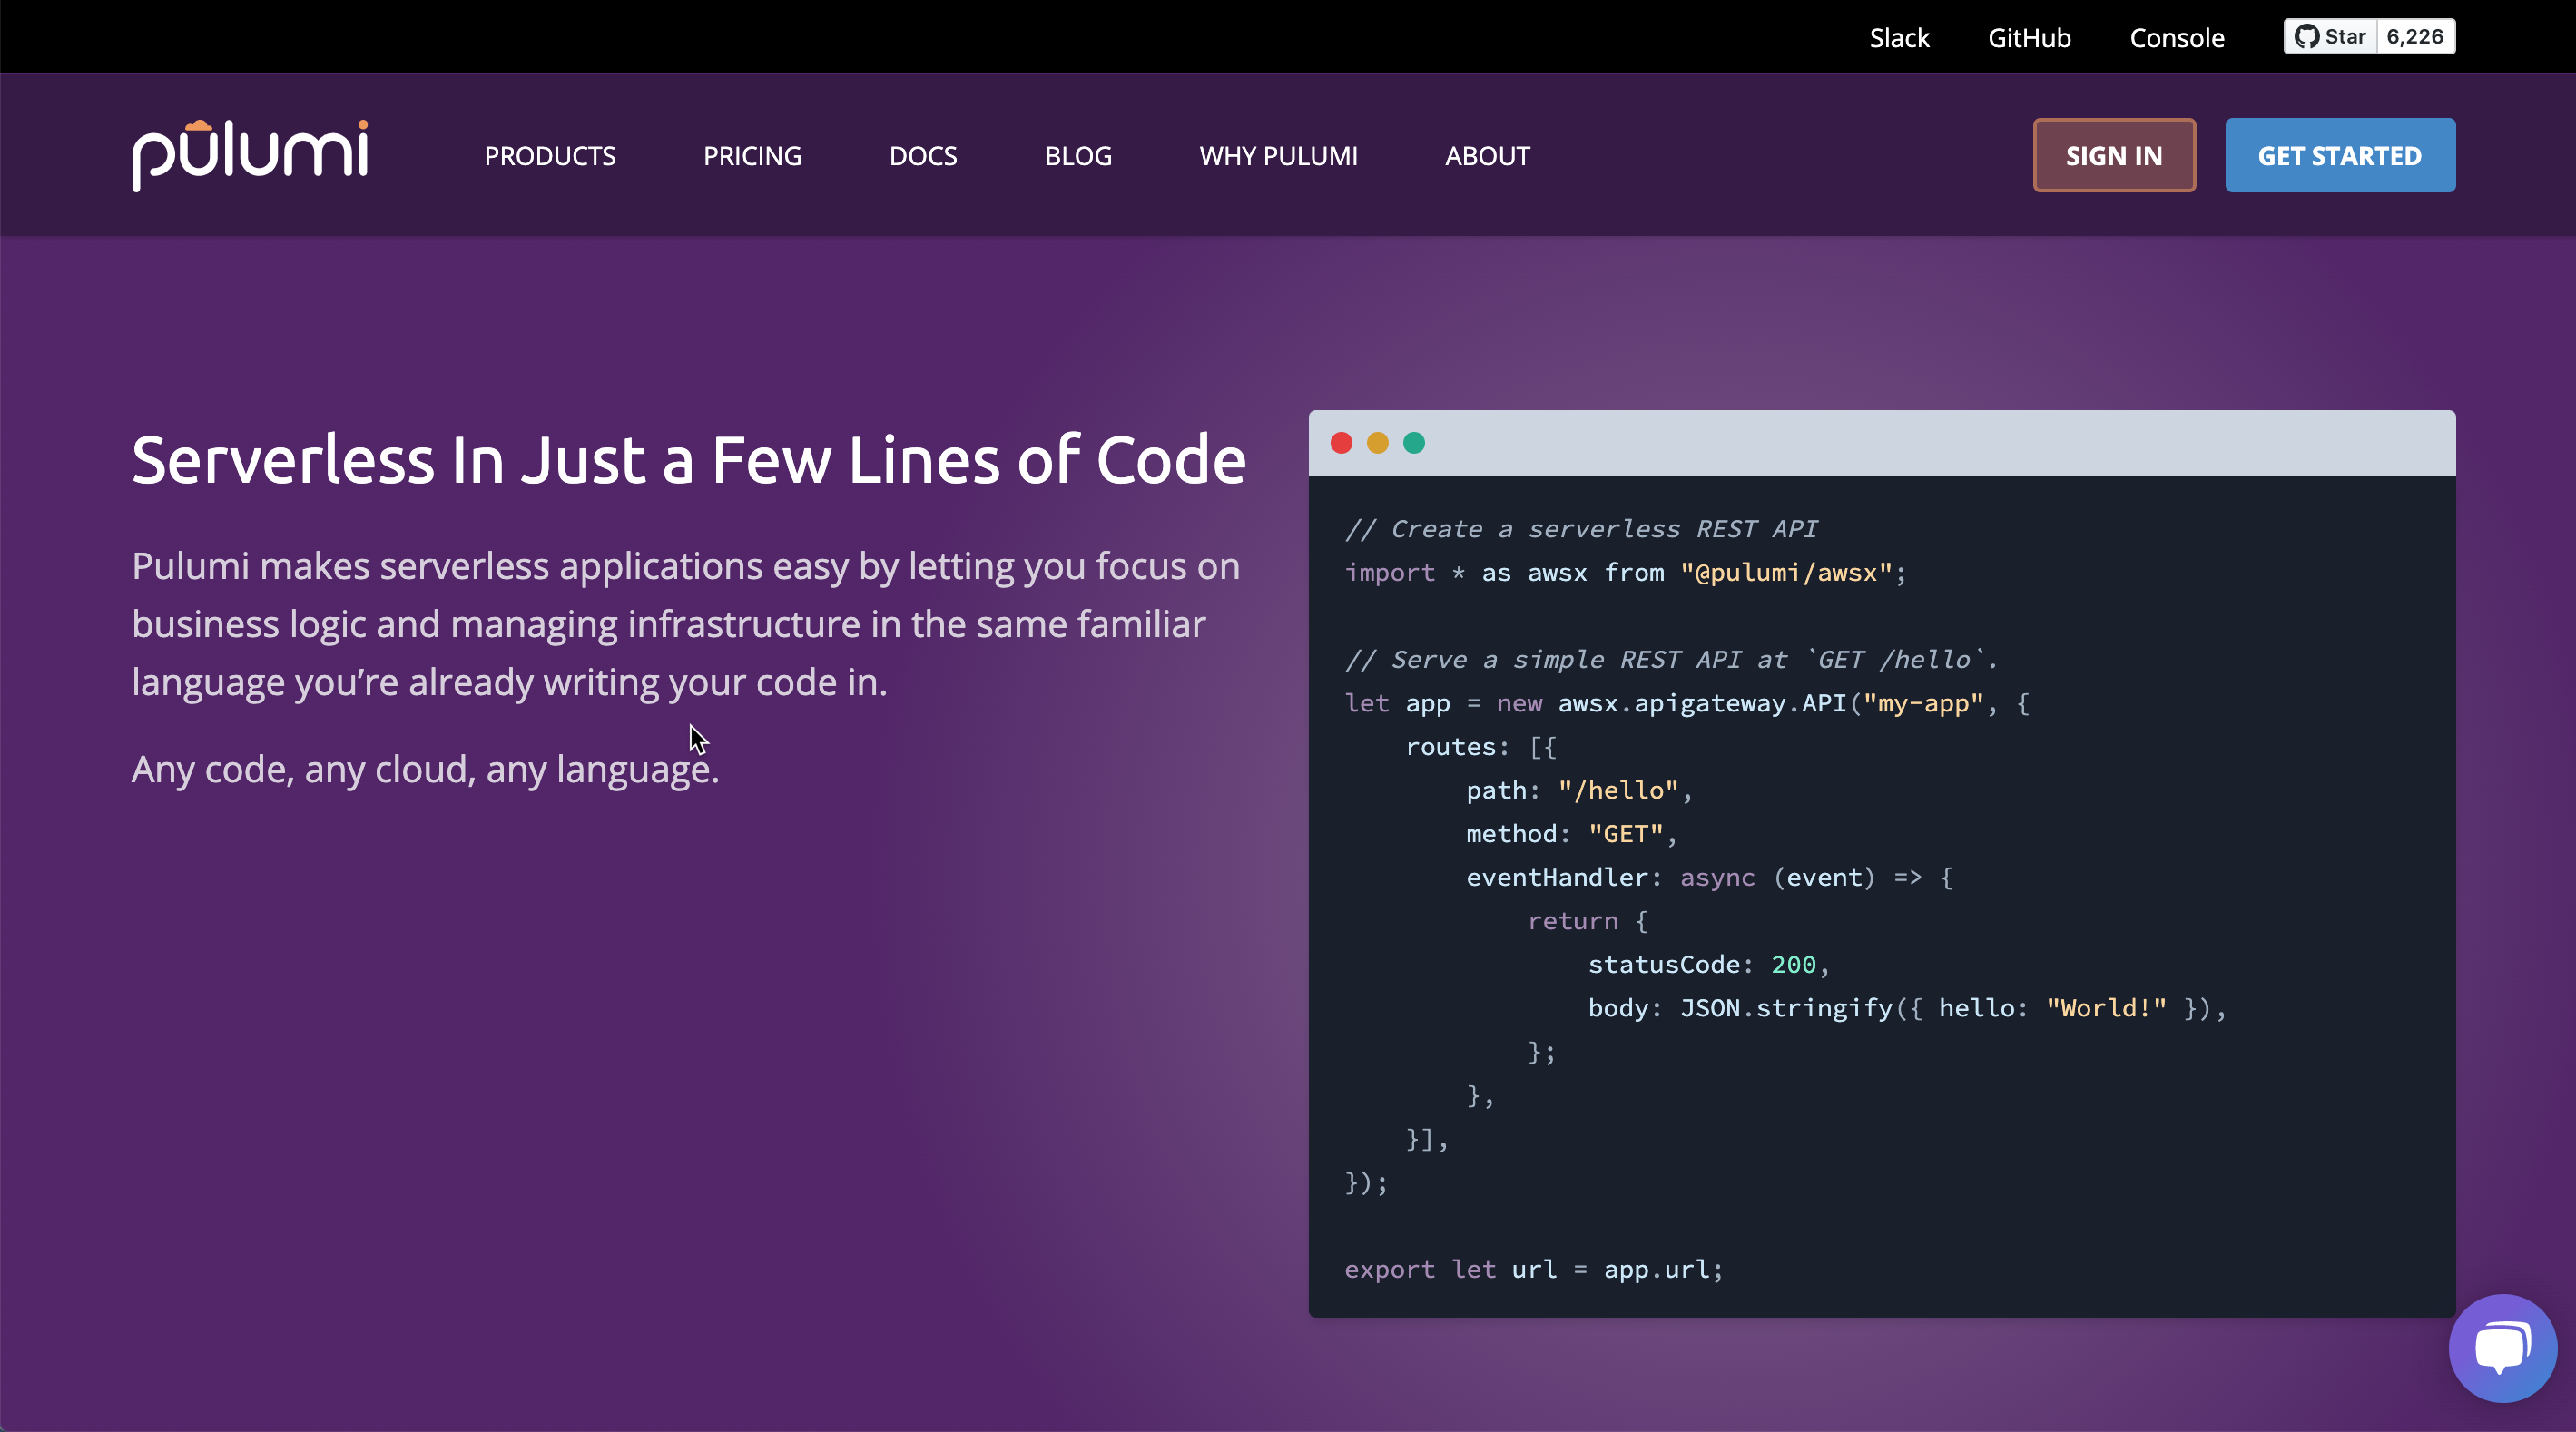 Slack GitHub Console Star 6,226
pulumi PRODUCTS PRICING DOCS BLOG WHY PULUMI ABOUT SIGN IN GET STARTED
Serverless In Just a Few Lines of Code
Pulumi makes serverless applications easy by letting you focus on
business logic and managing infrastructure in the same familiar
language you’re already writing your code in.
Any code, any cloud, any language.
// Create a serverless REST API
import * as awsx from "@pulumi/awsx";

// Serve a simple REST API at `GET /hello`.
let app = new awsx.apigateway.API("my-app", {
    routes: [{
        path: "/hello",
        method: "GET",
        eventHandler: async (event) => {
            return {
                statusCode: 200,
                body: JSON.stringify({ hello: "World!" }),
            };
        },
    }],
});

export let url = app.url;